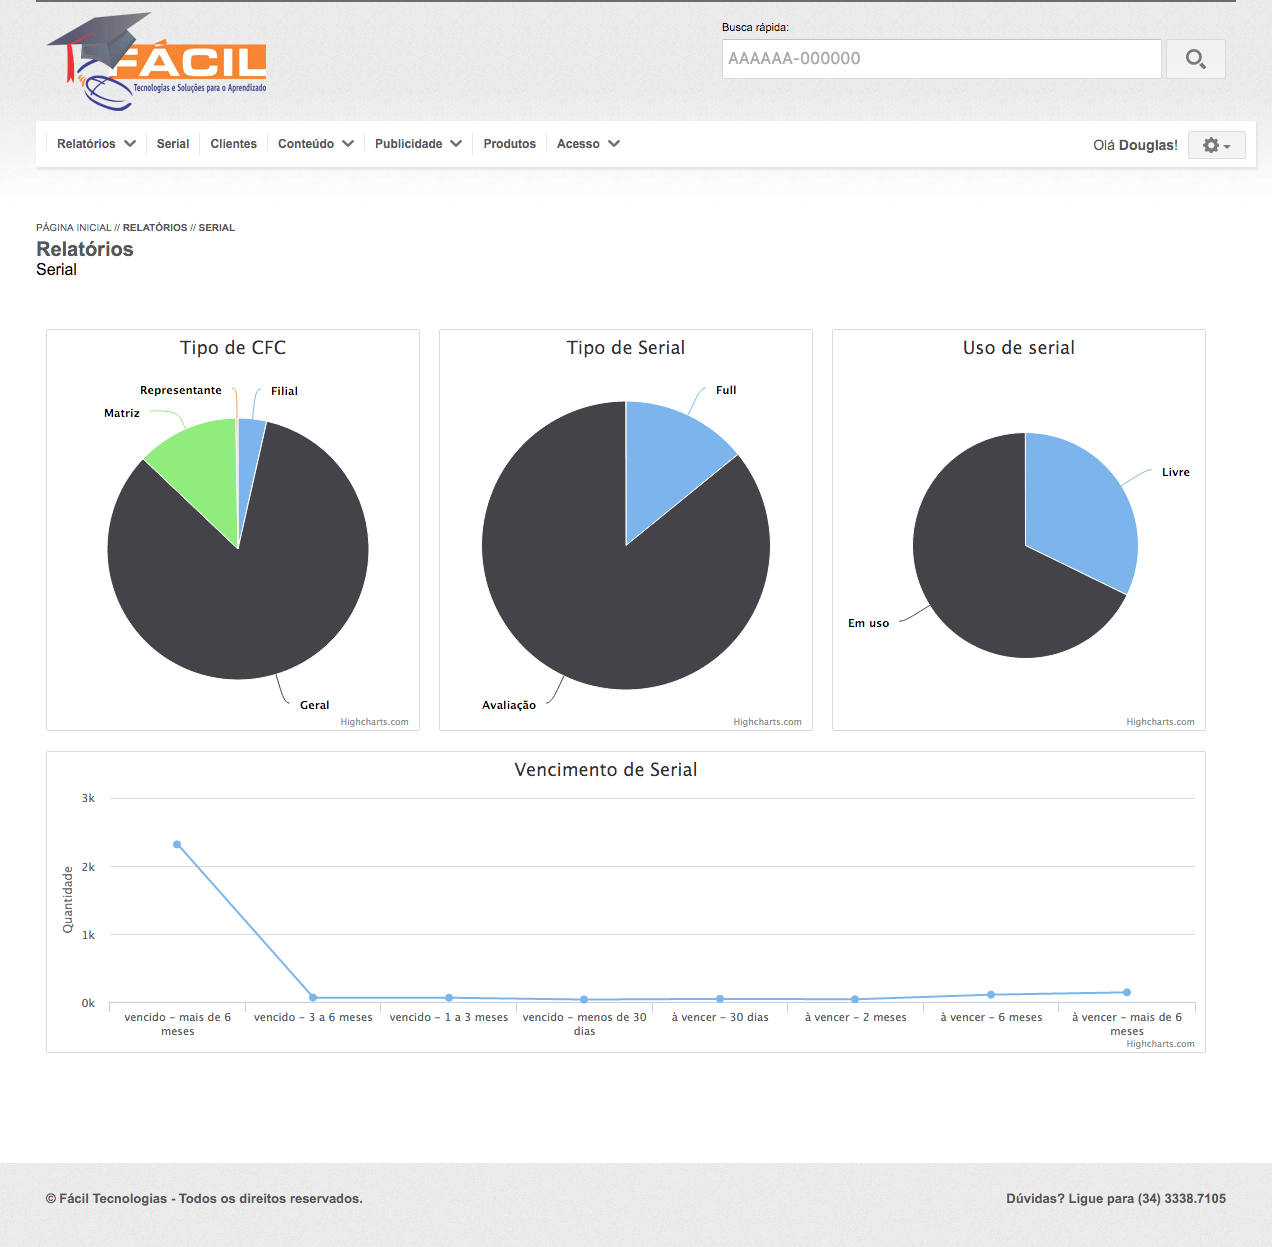 FÁCIL
Tecnologias e Soluções para o Aprendizado
Busca rápida:
AAAAAA-000000
Relatórios Serial Clientes Conteúdo Publicidade Produtos Acesso Olá Douglas!
PÁGINA INICIAL // RELATÓRIOS // SERIAL
Relatórios
Serial
Tipo de CFC
Representante
Filial
Matriz
Geral
Highcharts.com
Tipo de Serial
Full
Avaliação
Highcharts.com
Uso de serial
Livre
Em uso
Highcharts.com
Vencimento de Serial
Quantidade
3k
2k
1k
0k
vencido – mais de 6
meses
vencido – 3 a 6 meses
vencido – 1 a 3 meses
vencido – menos de 30
dias
à vencer – 30 dias
à vencer – 2 meses
à vencer – 6 meses
à vencer – mais de 6
meses
Highcharts.com
© Fácil Tecnologias - Todos os direitos reservados.
Dúvidas? Ligue para (34) 3338.7105